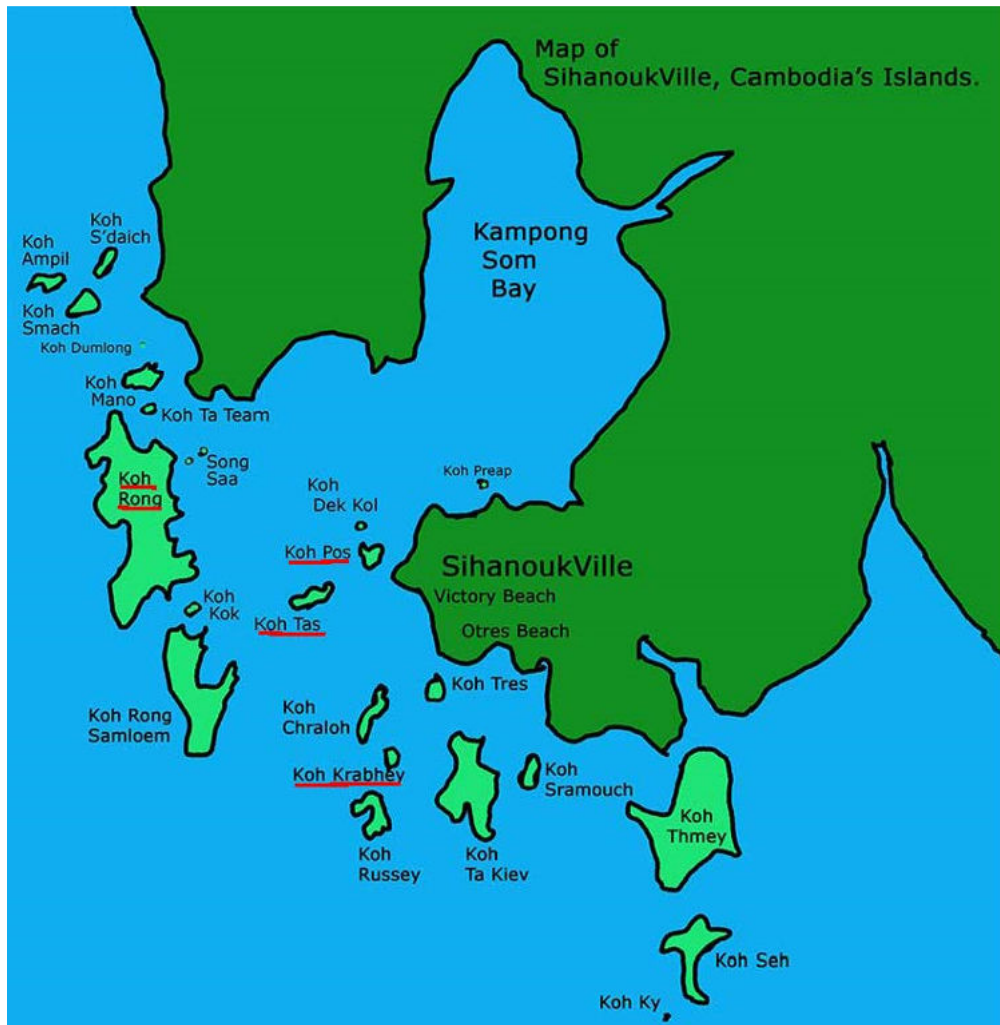 Map of
SihanoukVille, Cambodia's Islands.
Koh
S'daich
Koh
Ampil
Kampong
Som
Bay
Koh
Smach
Koh Dumlong
Koh
Mano
Koh Ta Team
Koh
Rong
Song
Saa
Koh
Dek Kol
Koh Preap
Koh Pos
SihanoukVille
Victory Beach
Koh
Kok
Koh Tas
Otres Beach
Koh Tres
Koh Rong
Samloem
Koh
Chraloh
Koh Krabhey
Koh
Sramouch
Koh
Thmey
Koh
Russey
Koh
Ta Kiev
Koh Seh
Koh Ky